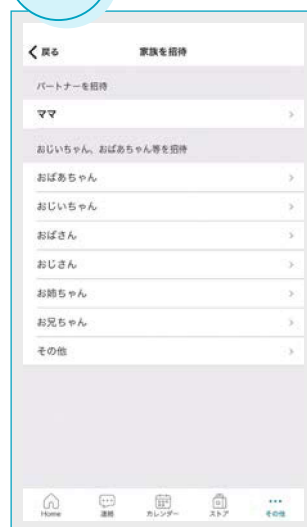 戻る
家族を招待
パートナーを招待
ママ
おじいちゃん、おばあちゃん等を招待
おばあちゃん
おじいちゃん
おばさん
おじさん
お姉ちゃん
お兄ちゃん
その他
Home
連絡
カレンダー
ストア
その他